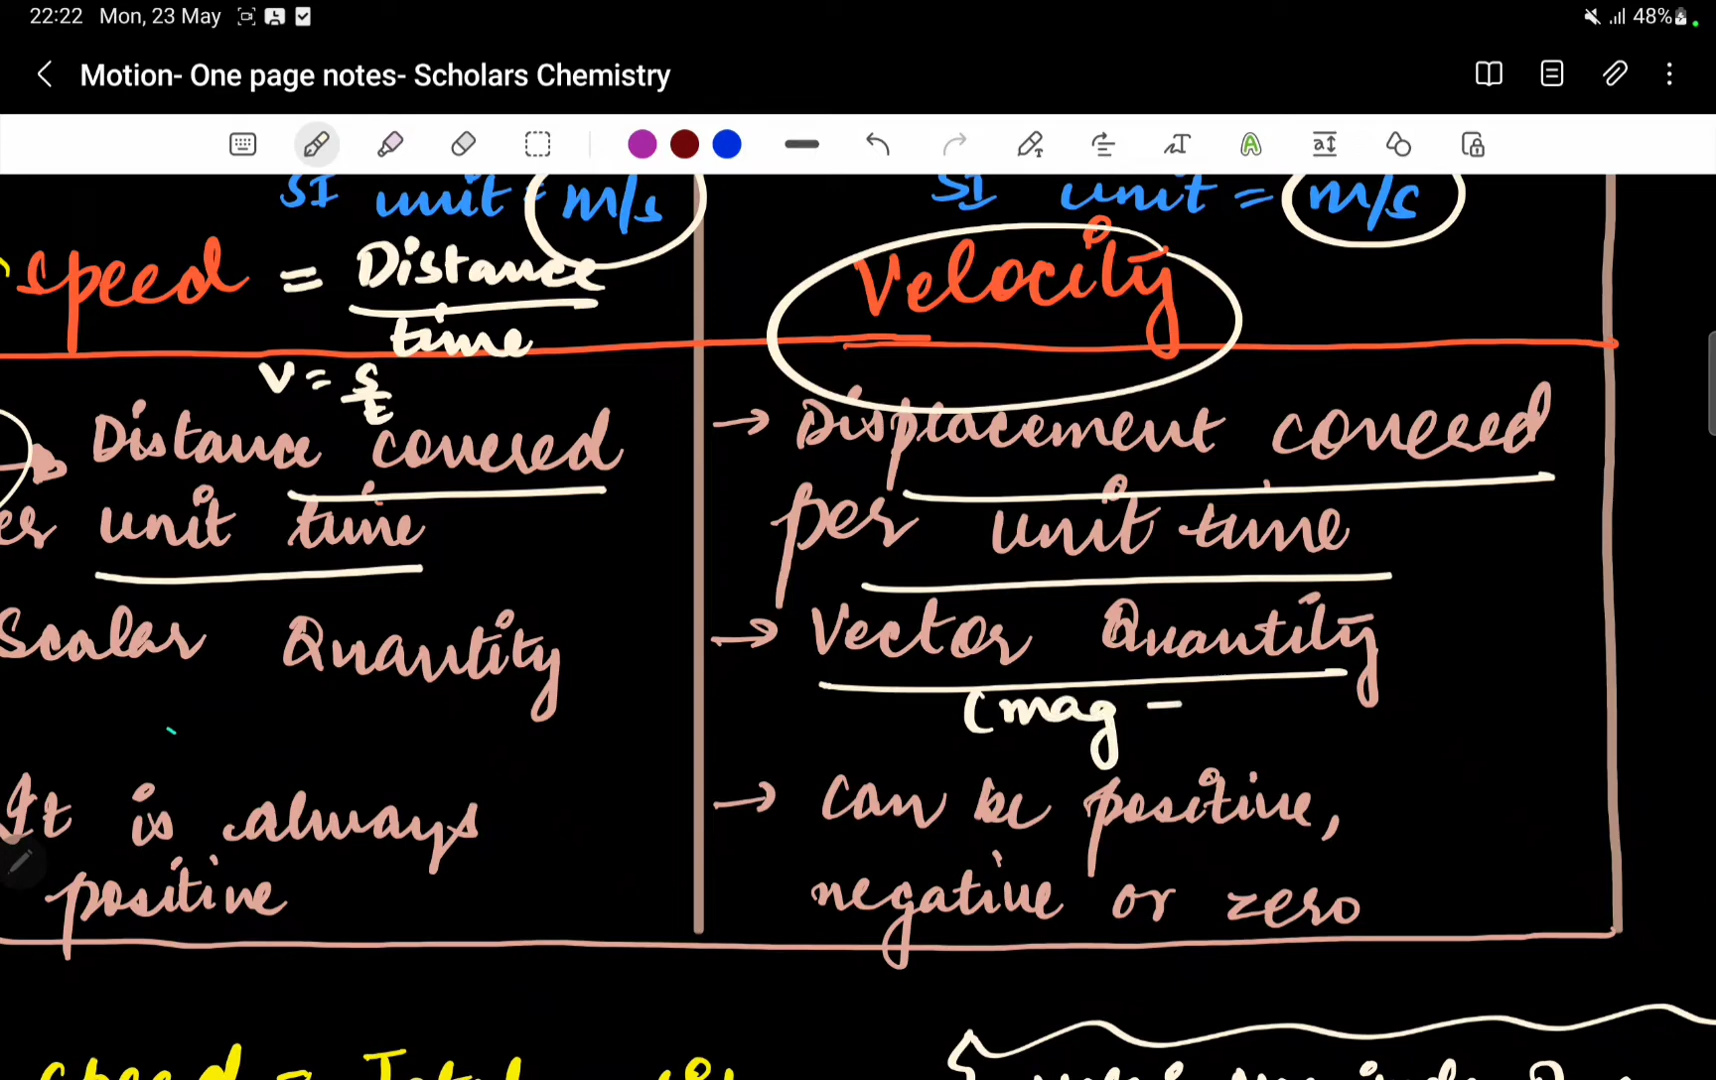 22:22 Mon, 23 May
48%
Motion- One page notes- Scholars Chemistry
SI unit = m/s
SI unit = m/s
speed = Distance
time
v = s
t
Velocity
Distance covered
unit time
Scalar Quantity
It is always
positive
→ Displacement covered
per unit time
→ Vector Quantity
(mag -
→ Can be positive,
negative or zero
speed = Total